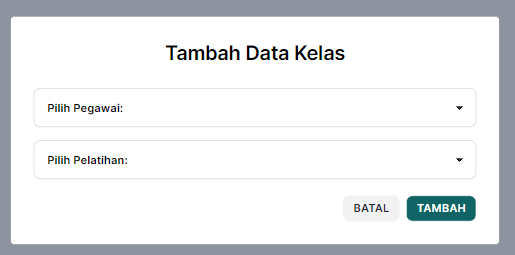 Tambah Data Kelas
Pilih Pegawai:
Pilih Pelatihan:
BATAL TAMBAH